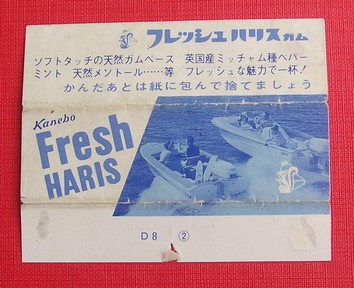 フレッシュハリスガム
ソフトタッチの天然ガムベース 英国産ミッチャム種ペパー
ミント 天然メントール……等 フレッシュな魅力で一杯!
かんだあとは紙に包んで捨てましょう
Kanebo
Fresh
HARIS
D8 ②